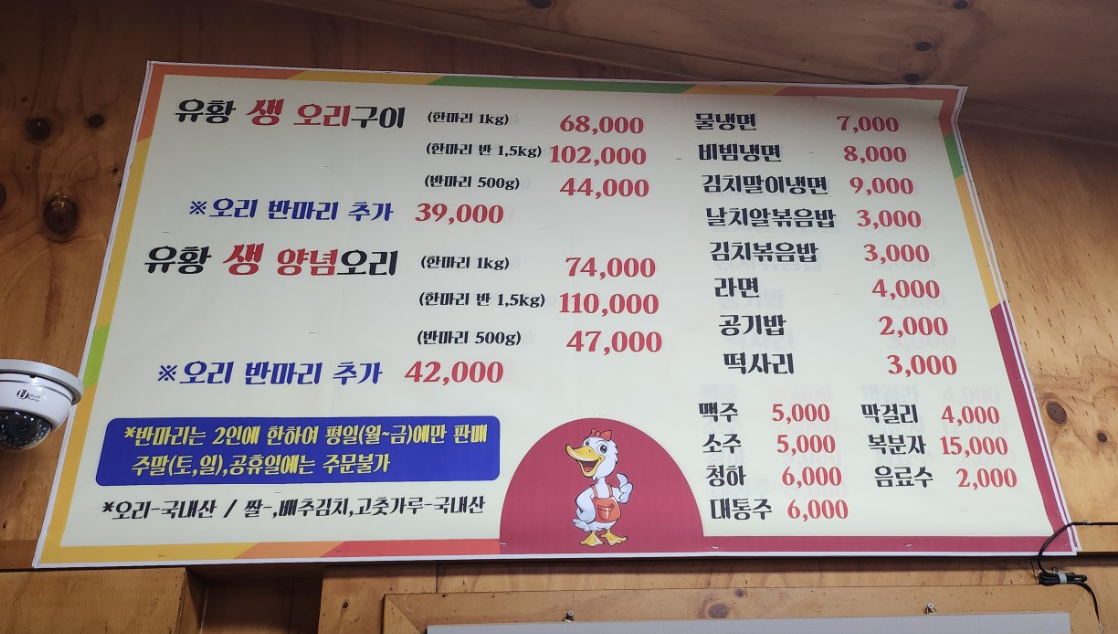 유황 생 오리구이 (한마리 1kg) 68,000
(한마리 반 1,5kg) 102,000
(반마리 500g) 44,000
※오리 반마리 추가 39,000
유황 생 양념오리 (한마리 1kg) 74,000
(한마리 반 1,5kg) 110,000
(반마리 500g) 47,000
※오리 반마리 추가 42,000
*반마리는 2인에 한하여 평일(월~금)에만 판매
주말(토,일),공휴일에는 주문불가
*오리-국내산 / 쌀-,배추김치,고춧가루-국내산
물냉면 7,000
비빔냉면 8,000
김치말이냉면 9,000
날치알볶음밥 3,000
김치볶음밥 3,000
라면 4,000
공기밥 2,000
떡사리 3,000
맥주 5,000 막걸리 4,000
소주 5,000 복분자 15,000
청하 6,000 음료수 2,000
대통주 6,000